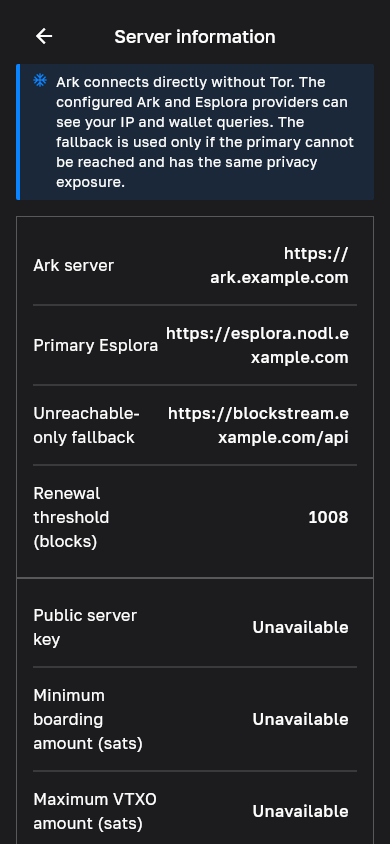 Server information
Ark connects directly without Tor. The
configured Ark and Esplora providers can
see your IP and wallet queries. The
fallback is used only if the primary cannot
be reached and has the same privacy
exposure.
Ark server
https://
ark.example.com
Primary Esplora
https://esplora.nodl.e
xample.com
Unreachable-
only fallback
https://blockstream.e
xample.com/api
Renewal
threshold
(blocks)
1008
Public server
key
Unavailable
Minimum
boarding
amount (sats)
Unavailable
Maximum VTXO
amount (sats)
Unavailable